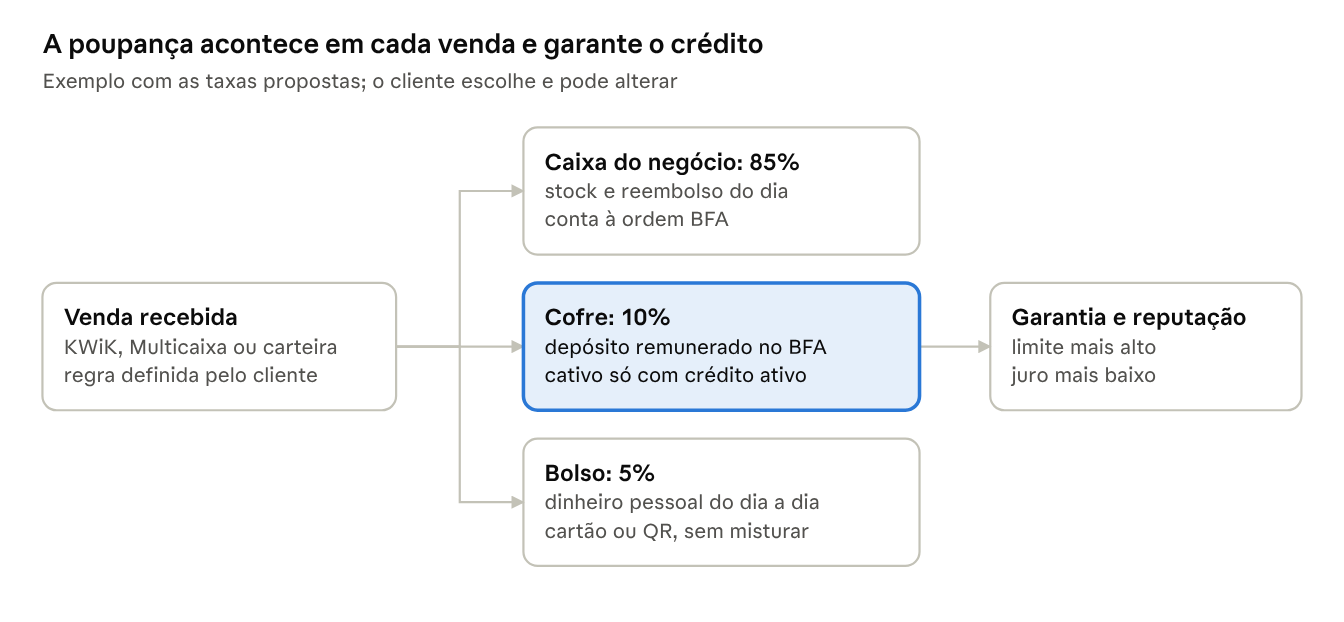 A poupança acontece em cada venda e garante o crédito
Exemplo com as taxas propostas; o cliente escolhe e pode alterar
Caixa do negócio: 85%
stock e reembolso do dia
conta à ordem BFA
Venda recebida
KWiK, Multicaixa ou carteira
regra definida pelo cliente
Cofre: 10%
depósito remunerado no BFA
cativo só com crédito ativo
Garantia e reputação
limite mais alto
juro mais baixo
Bolso: 5%
dinheiro pessoal do dia a dia
cartão ou QR, sem misturar